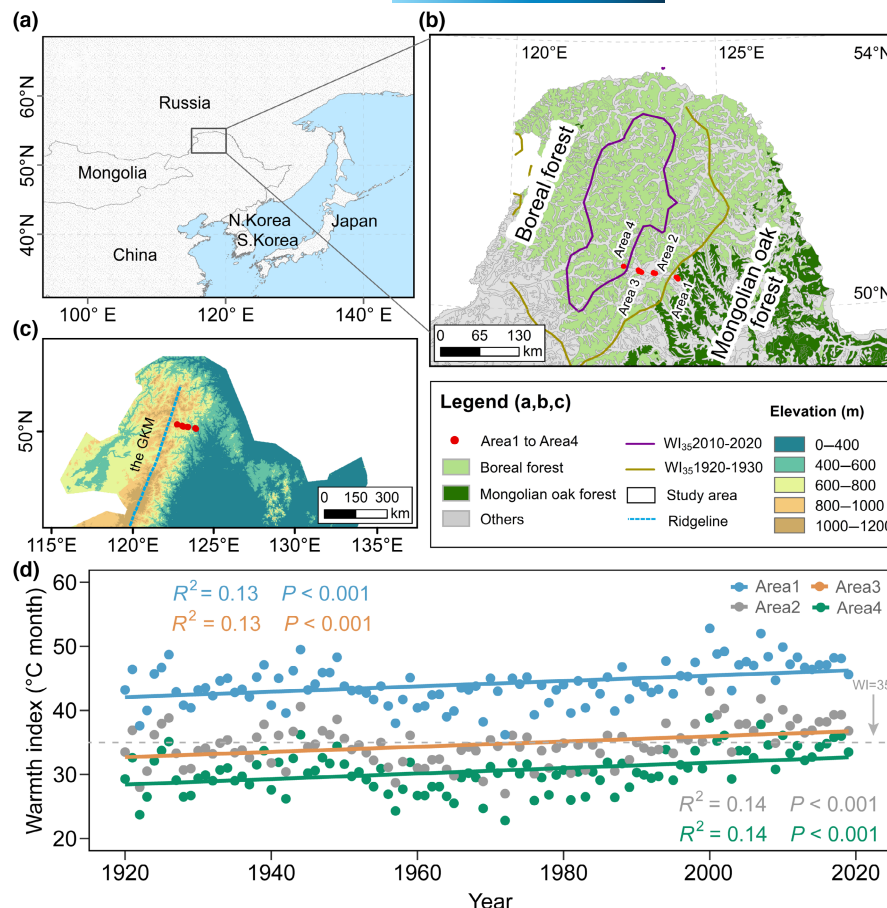 (a)
60°N
50°N
40°N
Russia
Mongolia
China
N.Korea
S.Korea
Japan
100°E
120°E
140°E
(b)
120°E
125°E
54°N
50°N
Boreal forest
Mongolian oak
forest
Area 4
Area 3
Area 2
Area 1
0 65 130
km
(c)
50°N
the GKM
0 150 300
km
115°E
120°E
125°E
130°E
135°E
Legend (a,b,c)
Area1 to Area4
Boreal forest
Mongolian oak forest
Others
WI₃₅2010-2020
WI₃₅1920-1930
Study area
Ridgeline
Elevation (m)
0–400
400–600
600–800
800–1000
1000–1200
(d)
Warmth index (°C month)
60
50
40
30
20
R² = 0.13 P < 0.001
R² = 0.13 P < 0.001
Area1
Area3
Area2
Area4
WI=35
R² = 0.14 P < 0.001
R² = 0.14 P < 0.001
1920
1940
1960
1980
2000
2020
Year